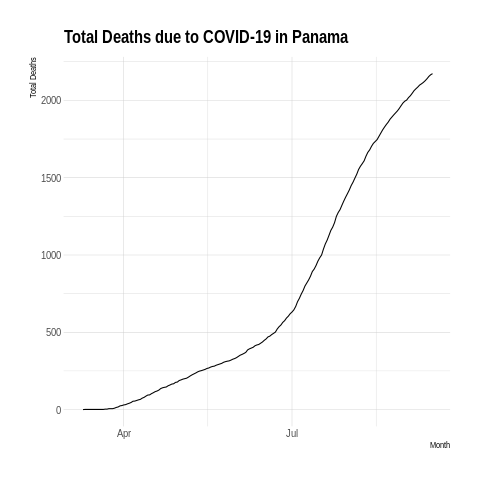 Total Deaths due to COVID-19 in Panama
Total Deaths
2000
1500
1000
500
0
Apr
Jul
Month